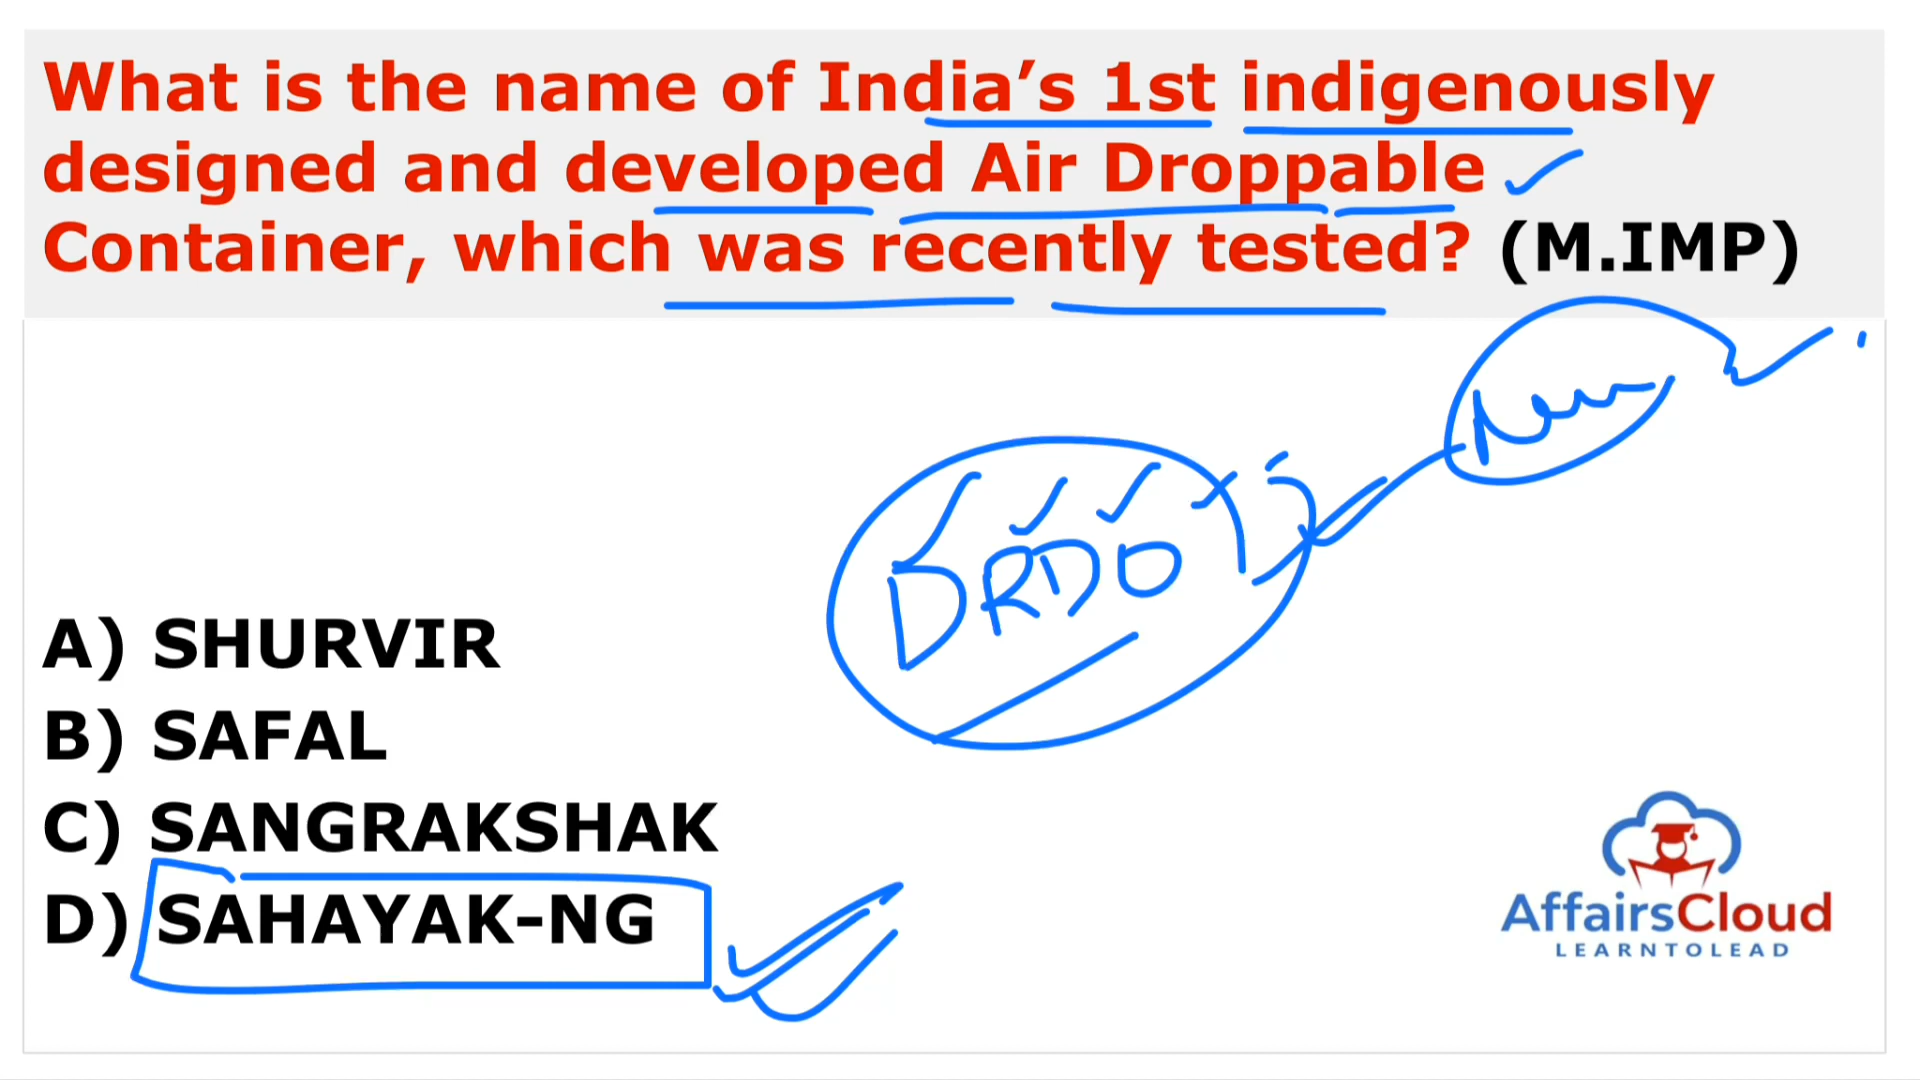 What is the name of India’s 1st indigenously
designed and developed Air Droppable
Container, which was recently tested? (M.IMP)
DRDO
A) SHURVIR
B) SAFAL
C) SANGRAKSHAK
D) SAHAYAK-NG
AffairsCloud
LEARNTOLEAD